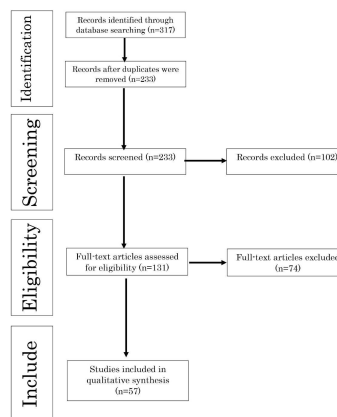 Identification
Records identified through
database searching (n=317)
Records after duplicates were
removed (n=233)
Screening
Records screened (n=233)
Records excluded (n=102)
Eligibility
Full-text articles assessed
for eligibility (n=131)
Full-text articles excluded
n=74)
Include
Studies included in
qualitative synthesis
(n=57)